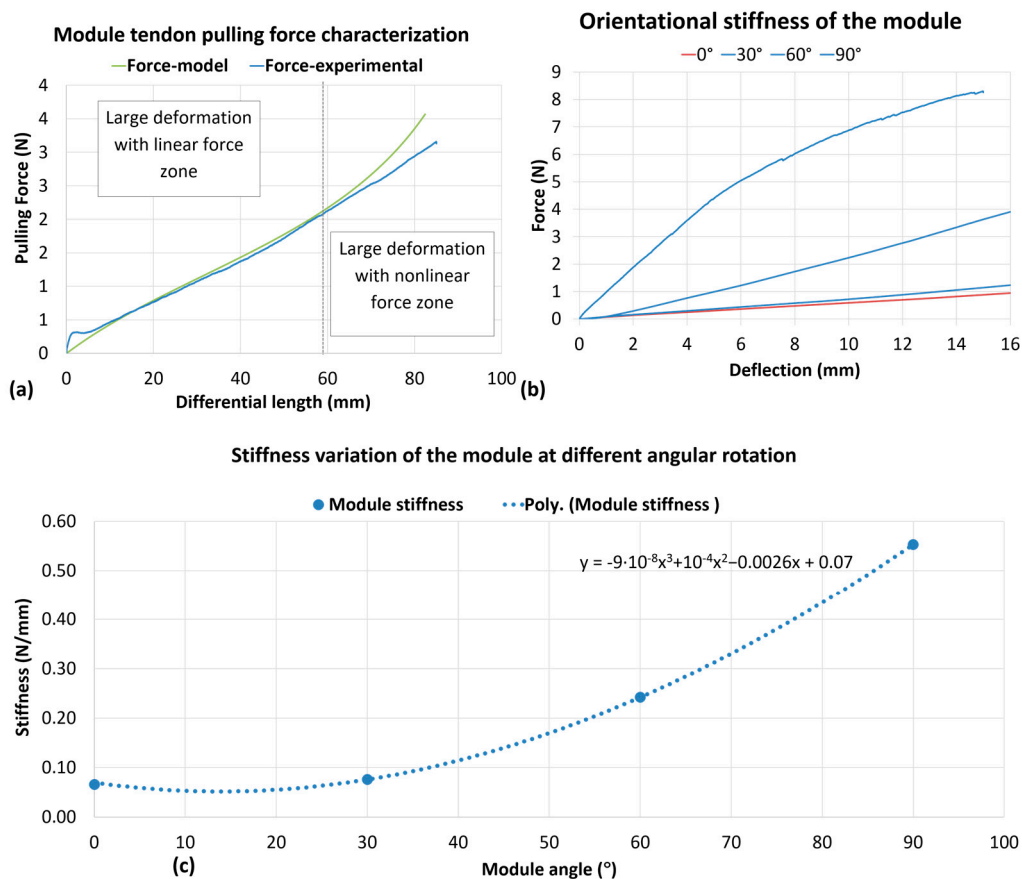 Module tendon pulling force characterization
Force-model Force-experimental
4
4
3
3
2
2
1
1
0
Pulling Force (N)
Large deformation
with linear force
zone
Large deformation
with nonlinear
force zone
0 20 40 60 80 100
Differential length (mm)
(a)
Orientational stiffness of the module
0° 30° 60° 90°
9
8
7
6
5
4
3
2
1
0
Force (N)
0 2 4 6 8 10 12 14 16
Deflection (mm)
(b)
Stiffness variation of the module at different angular rotation
Module stiffness Poly. (Module stiffness )
0.60
0.50
0.40
0.30
0.20
0.10
0.00
Stiffness (N/mm)
y = -9·10⁻⁸x³+10⁻⁴x²−0.0026x + 0.07
0 10 20 30 40 50 60 70 80 90 100
Module angle (°)
(c)